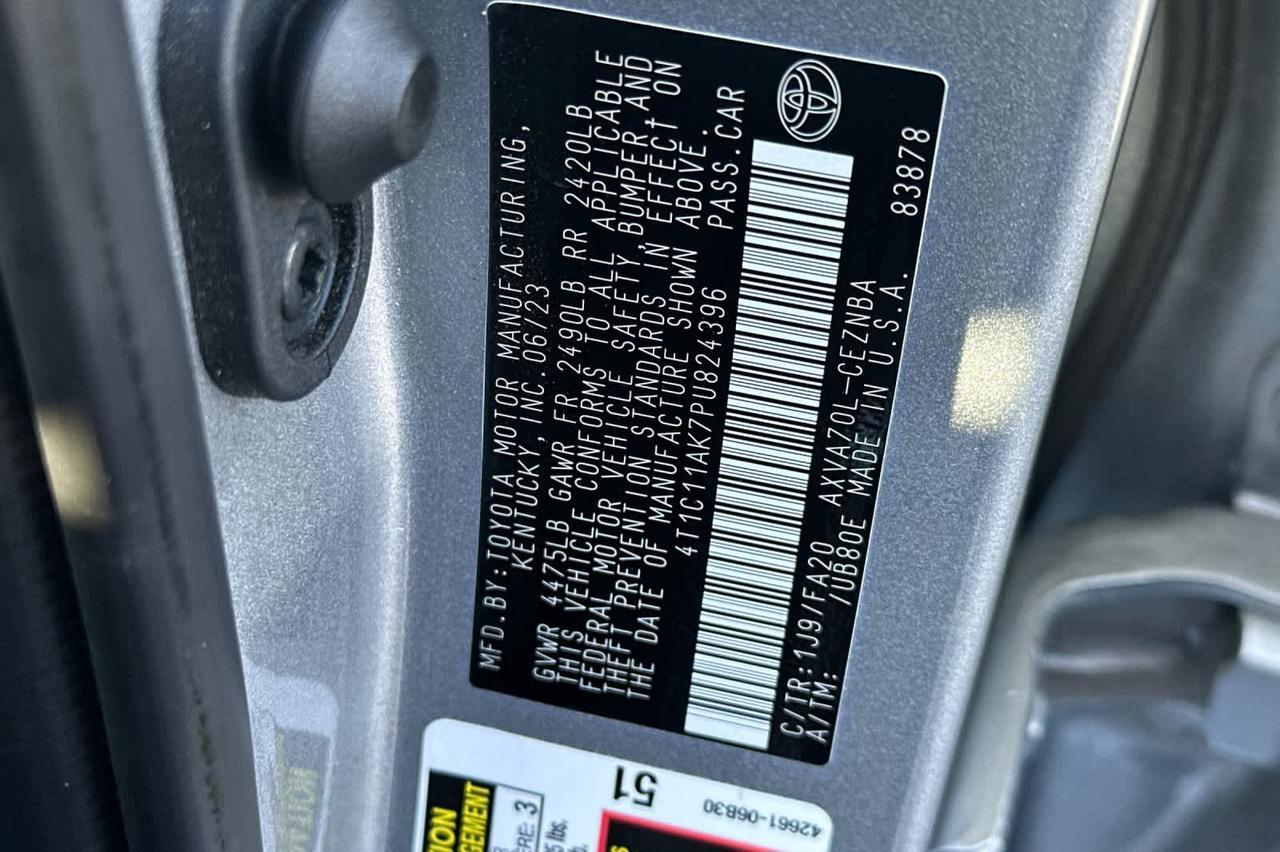 MFD.BY:TOYOTA MOTOR MANUFACTURING,
KENTUCKY, INC.06/23
GVWR 4475LB GAWR FR 2490LB RR 2420LB
THIS VEHICLE CONFORMS TO ALL APPLICABLE
FEDERAL MOTOR VEHICLE SAFETY,BUMPER,AND
THEFT PREVENTION STANDARDS IN EFFECT ON
THE DATE OF MANUFACTURE SHOWN ABOVE.
4T1C11AK7PU824396 PASS.CAR
C/TR:1J9/FA20 AXVA70L-CEZNBA
A/TM: /UB80E MADE IN U.S.A. 83878
51
42661-06B30
3